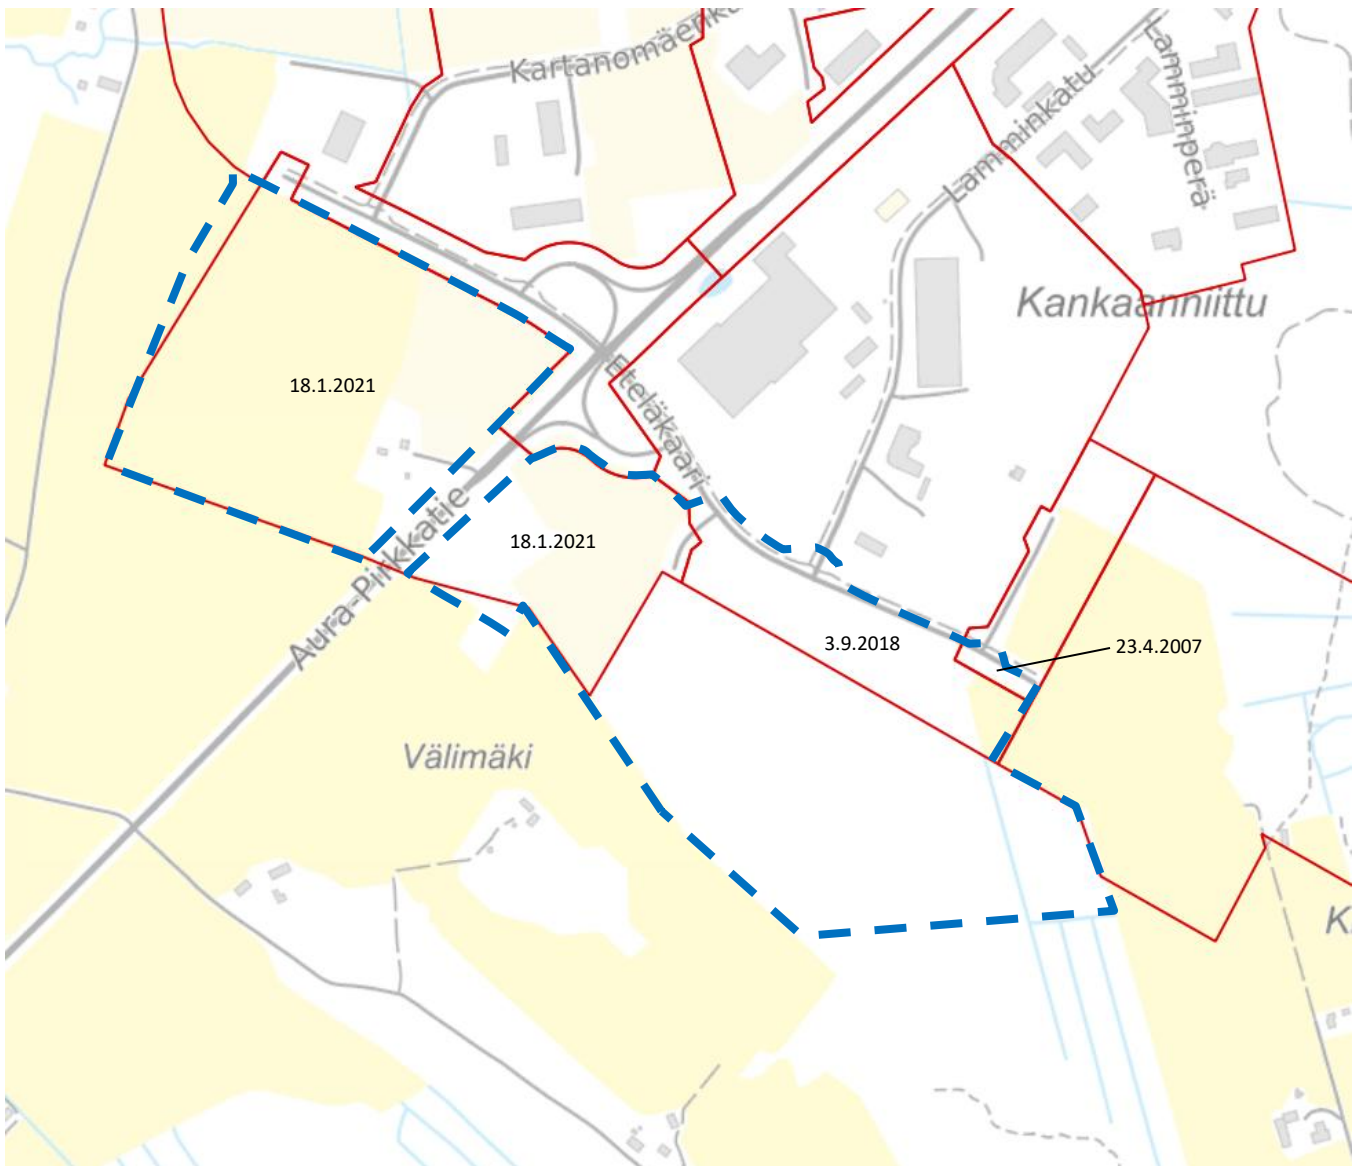 Kartanomäenk
Lamminkatu
Lamminperä
Kankaanniittu
Eteläkaari
18.1.2021
Aura-Pirkkatie
18.1.2021
3.9.2018
23.4.2007
Välimäki
K